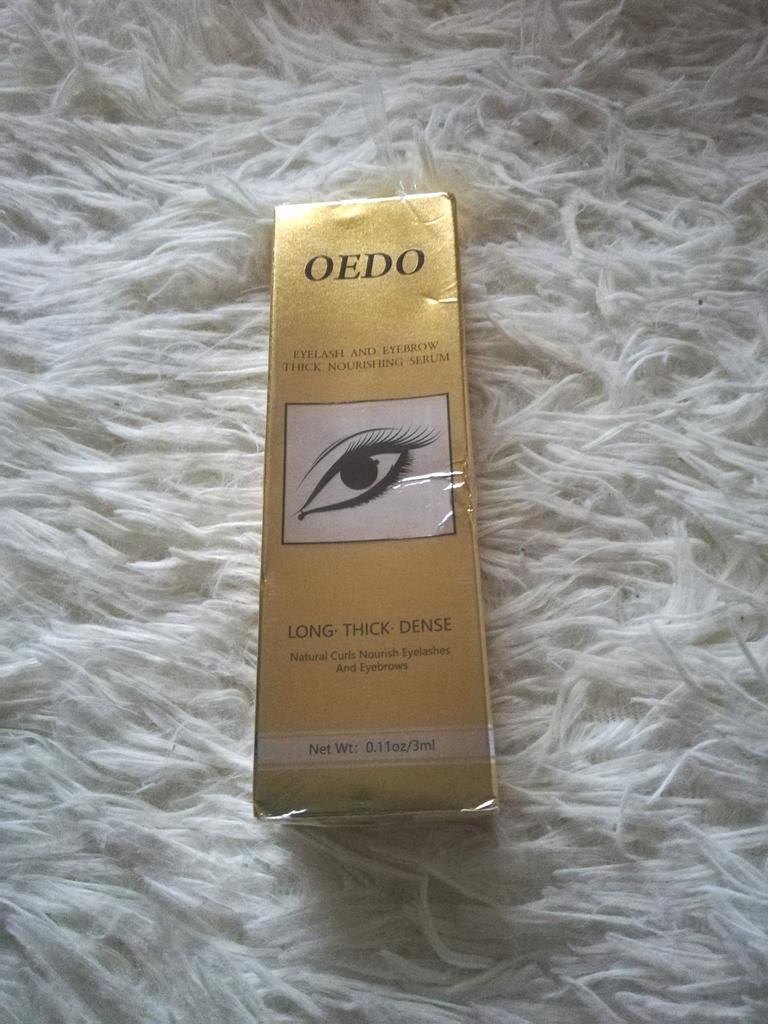 OEDO
EYELASH AND EYEBROW
THICK NOURISHING SERUM
LONG· THICK· DENSE
Natural Curls Nourish Eyelashes
And Eyebrows
Net Wt: 0.11oz/3ml